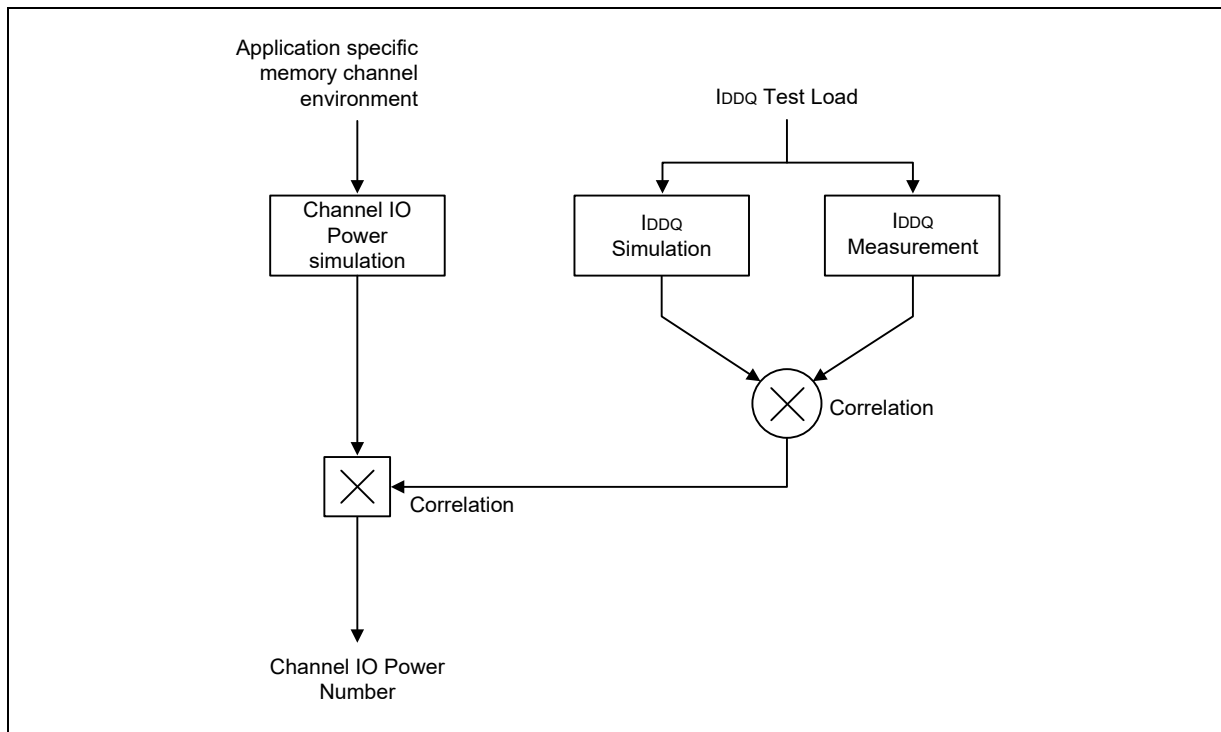 Application specific
memory channel
environment
IDDQ Test Load
Channel IO
Power
simulation
IDDQ
Simulation
IDDQ
Measurement
Correlation
Correlation
Channel IO Power
Number